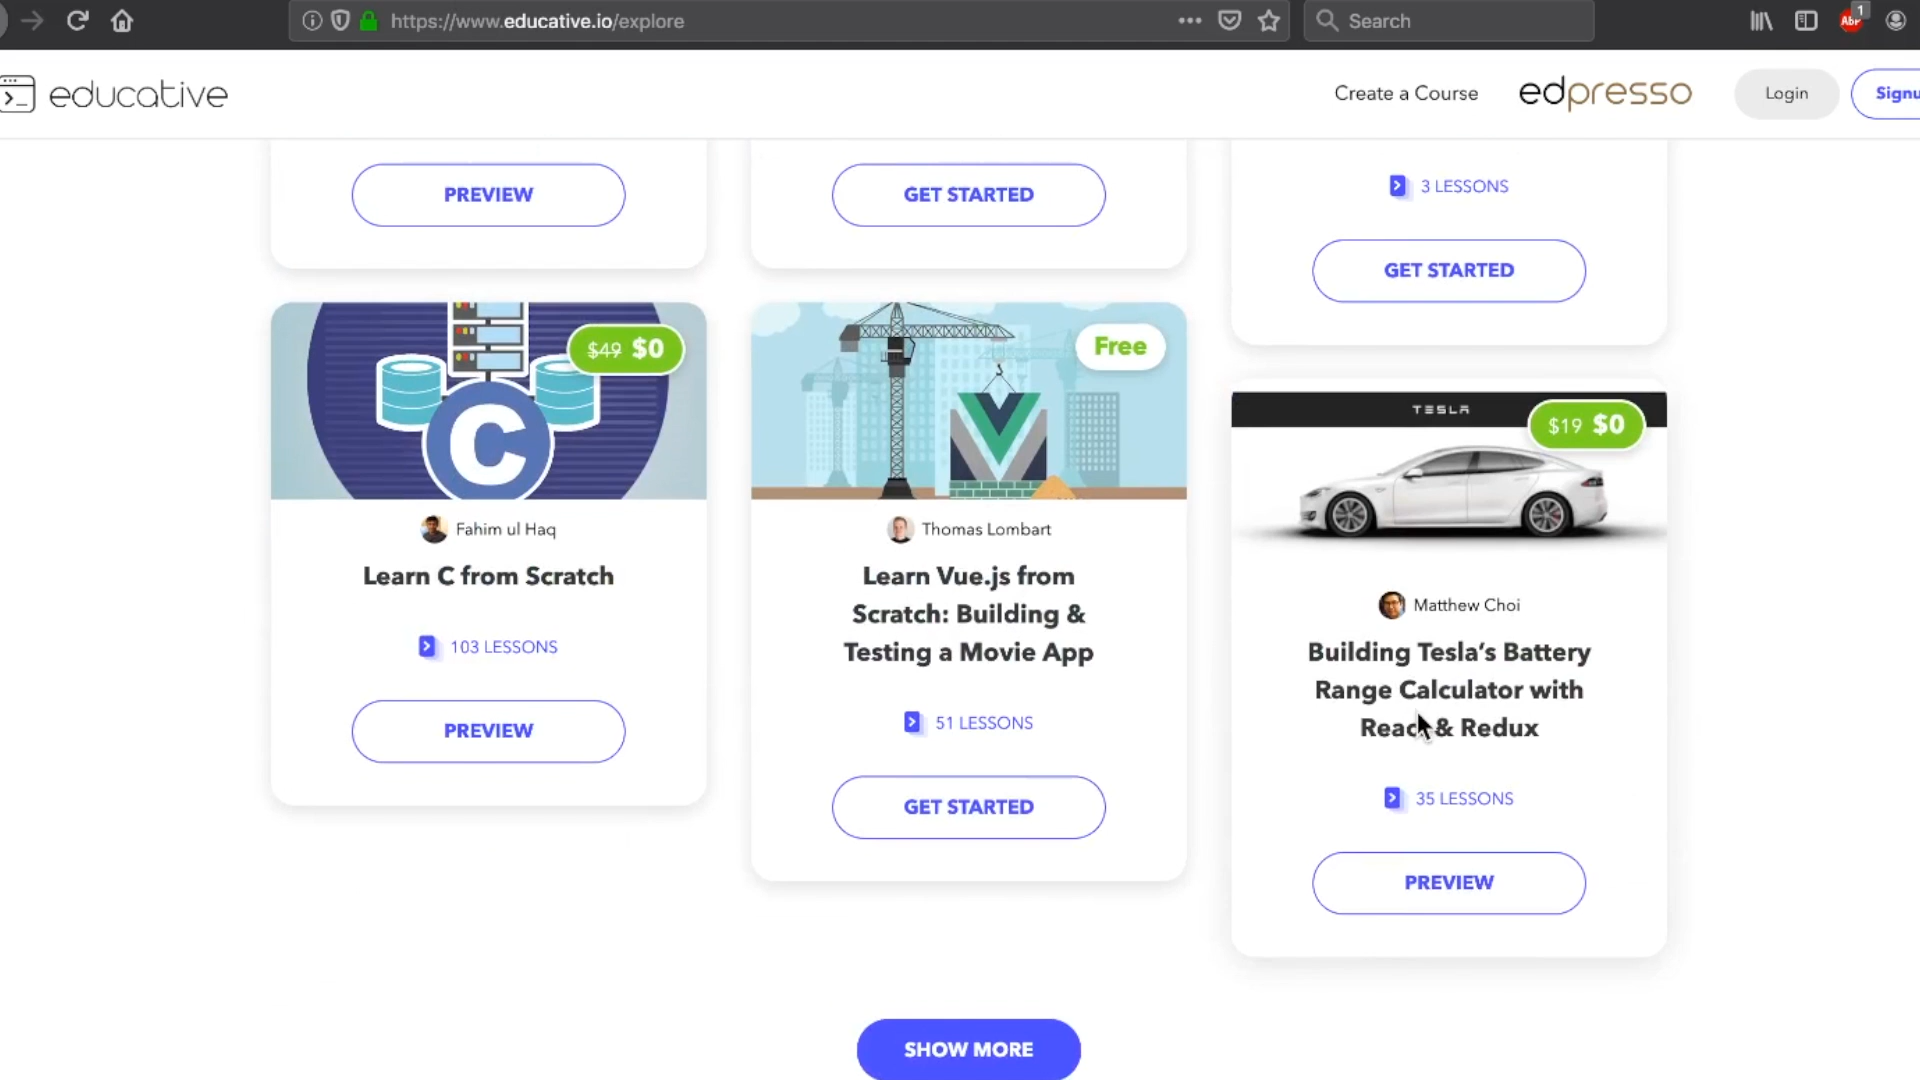 https://www.educative.io/explore
Search
ABP
1
educative
Create a Course
edpresso
Login
Signu
PREVIEW
GET STARTED
3 LESSONS
GET STARTED
$49 $0
C
Fahim ul Haq
Learn C from Scratch
103 LESSONS
PREVIEW
Free
Thomas Lombart
Learn Vue.js from
Scratch: Building &
Testing a Movie App
51 LESSONS
GET STARTED
TESLA
$19 $0
Matthew Choi
Building Tesla's Battery
Range Calculator with
React & Redux
35 LESSONS
PREVIEW
SHOW MORE